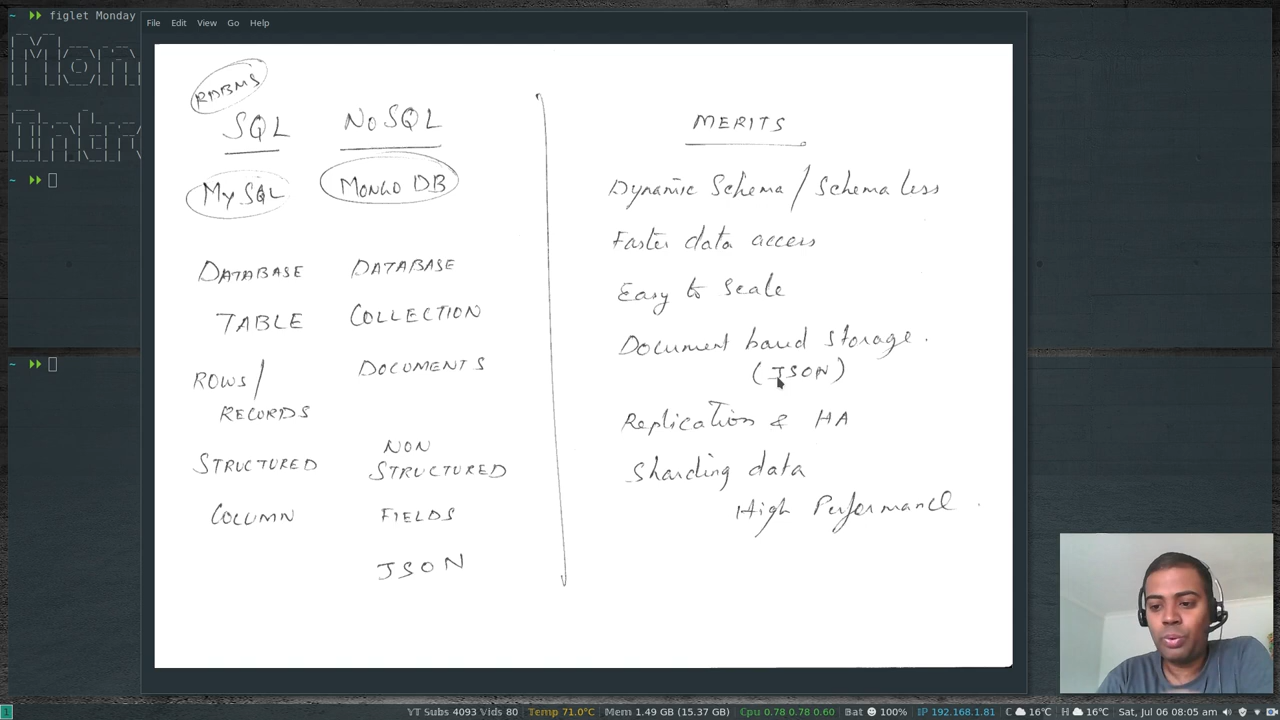 ~ figlet Monday
File Edit View Go Help
RDBMS
SQL NoSQL
MySQL MONGO DB
DATABASE DATABASE
TABLE COLLECTION
ROWS/ DOCUMENTS
RECORDS
STRUCTURED NON STRUCTURED
COLUMN FIELDS
JSON
MERITS
Dynamic Schema / Schema less
Faster data access
Easy to Scale
Document based storage.
(JSON)
Replication & HA
Sharding data
High Performance.
~
~
1 YT Subs 4093 Vids 80 Temp 71.0°C Mem 1.49 GB (15.37 GB) Cpu 0.78 0.78 0.60 Bat 100% IP 192.168.1.81 C 16°C H 16°C Sat, Jul 06 08:05 am